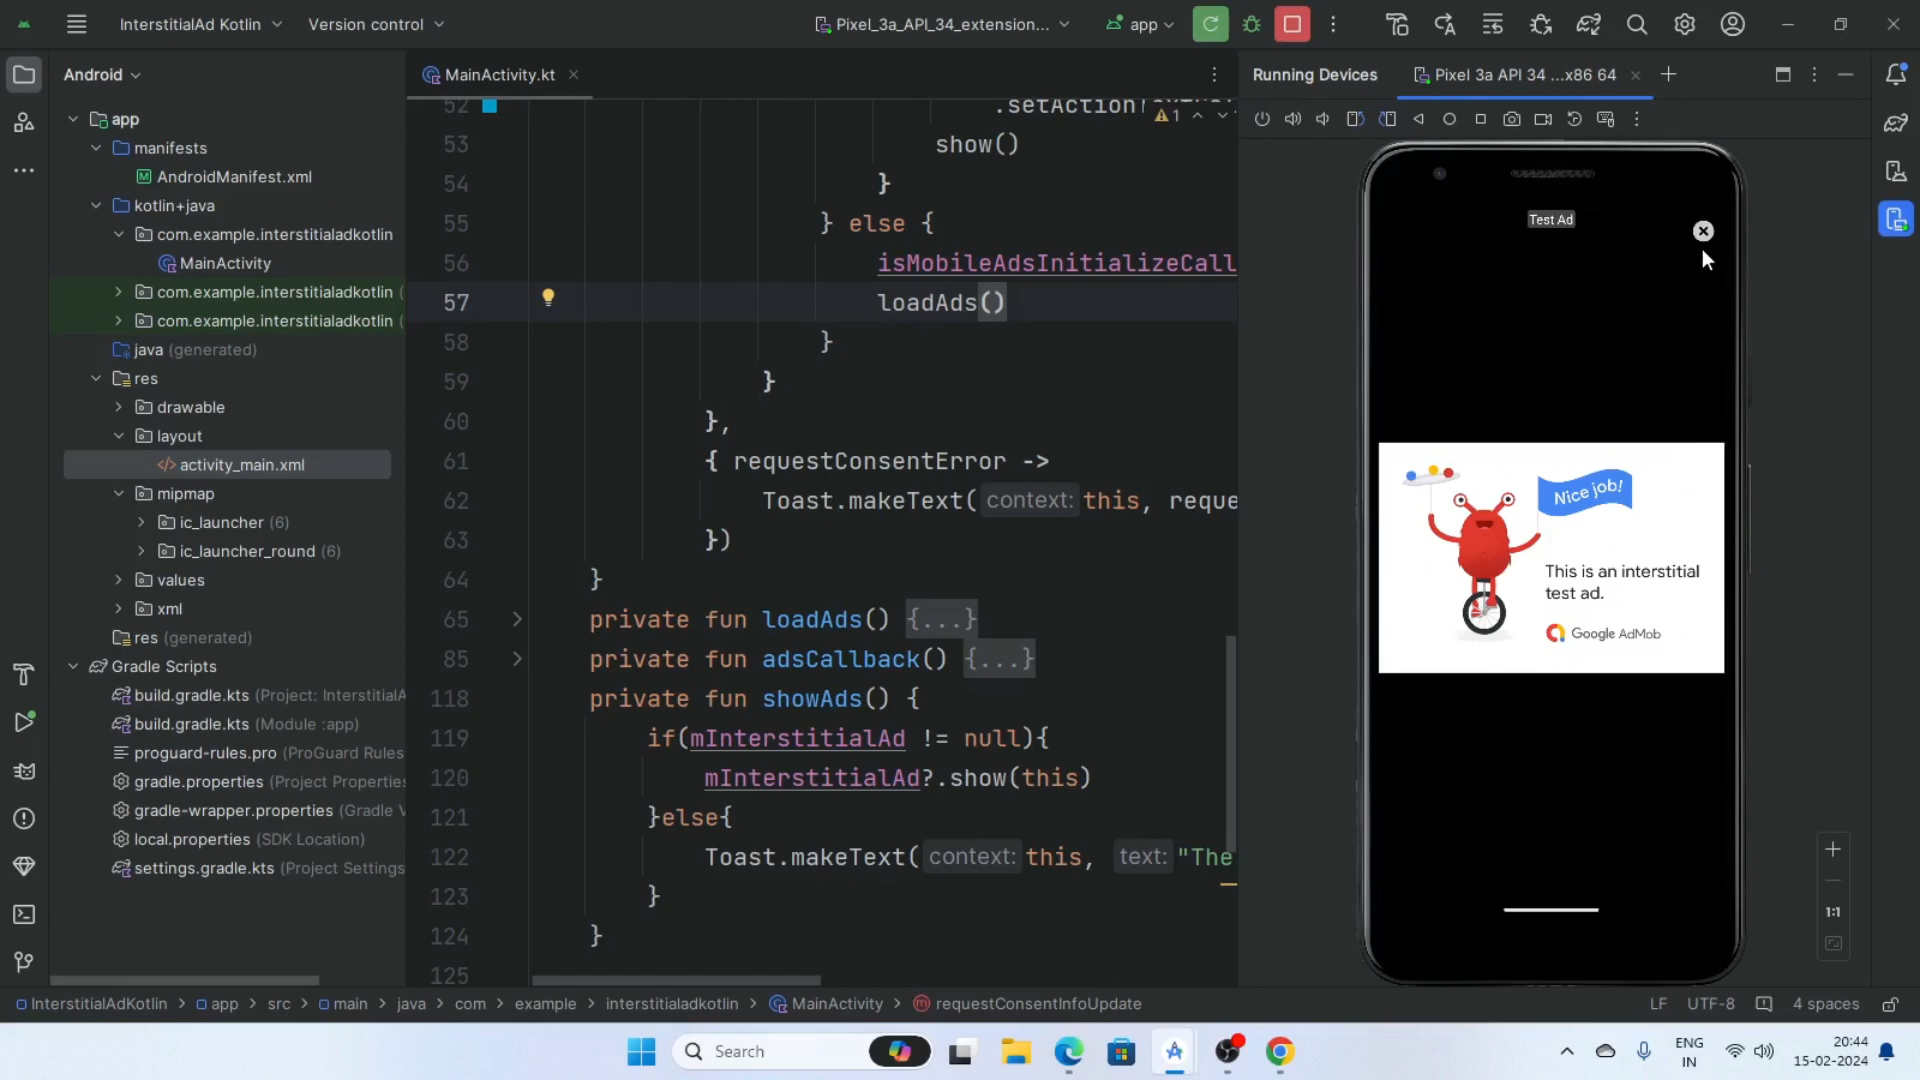 InterstitialAd Kotlin
Version control
Pixel_3a_API_34_extension...
app
Android
MainActivity.kt
Running Devices
Pixel 3a API 34 ...x86 64
app
manifests
AndroidManifest.xml
kotlin+java
com.example.interstitialadkotlin
MainActivity
com.example.interstitialadkotlin (
com.example.interstitialadkotlin (
java (generated)
res
drawable
layout
activity_main.xml
mipmap
ic_launcher (6)
ic_launcher_round (6)
values
xml
res (generated)
Gradle Scripts
build.gradle.kts (Project: InterstitialA
build.gradle.kts (Module :app)
proguard-rules.pro (ProGuard Rules
gradle.properties (Project Properties
gradle-wrapper.properties (Gradle V
local.properties (SDK Location)
settings.gradle.kts (Project Settings
1
52 .setAction(
53 show()
54 }
55 } else {
56 isMobileAdsInitializeCall
57 loadAds()
58 }
59 }
60 },
61 { requestConsentError ->
62 Toast.makeText( context: this, reque
63 })
64 }
65 private fun loadAds() {...}
85 private fun adsCallback() {...}
118 private fun showAds() {
119 if(mInterstitialAd != null){
120 mInterstitialAd?.show(this)
121 }else{
122 Toast.makeText( context: this, text: "The
123 }
124 }
125
Test Ad
Nice job!
This is an interstitial
test ad.
Google AdMob
1:1
InterstitialAdKotlin > app > src > main > java > com > example > interstitialadkotlin > MainActivity > requestConsentInfoUpdate
LF UTF-8 4 spaces
Search
ENG
IN
20:44
15-02-2024